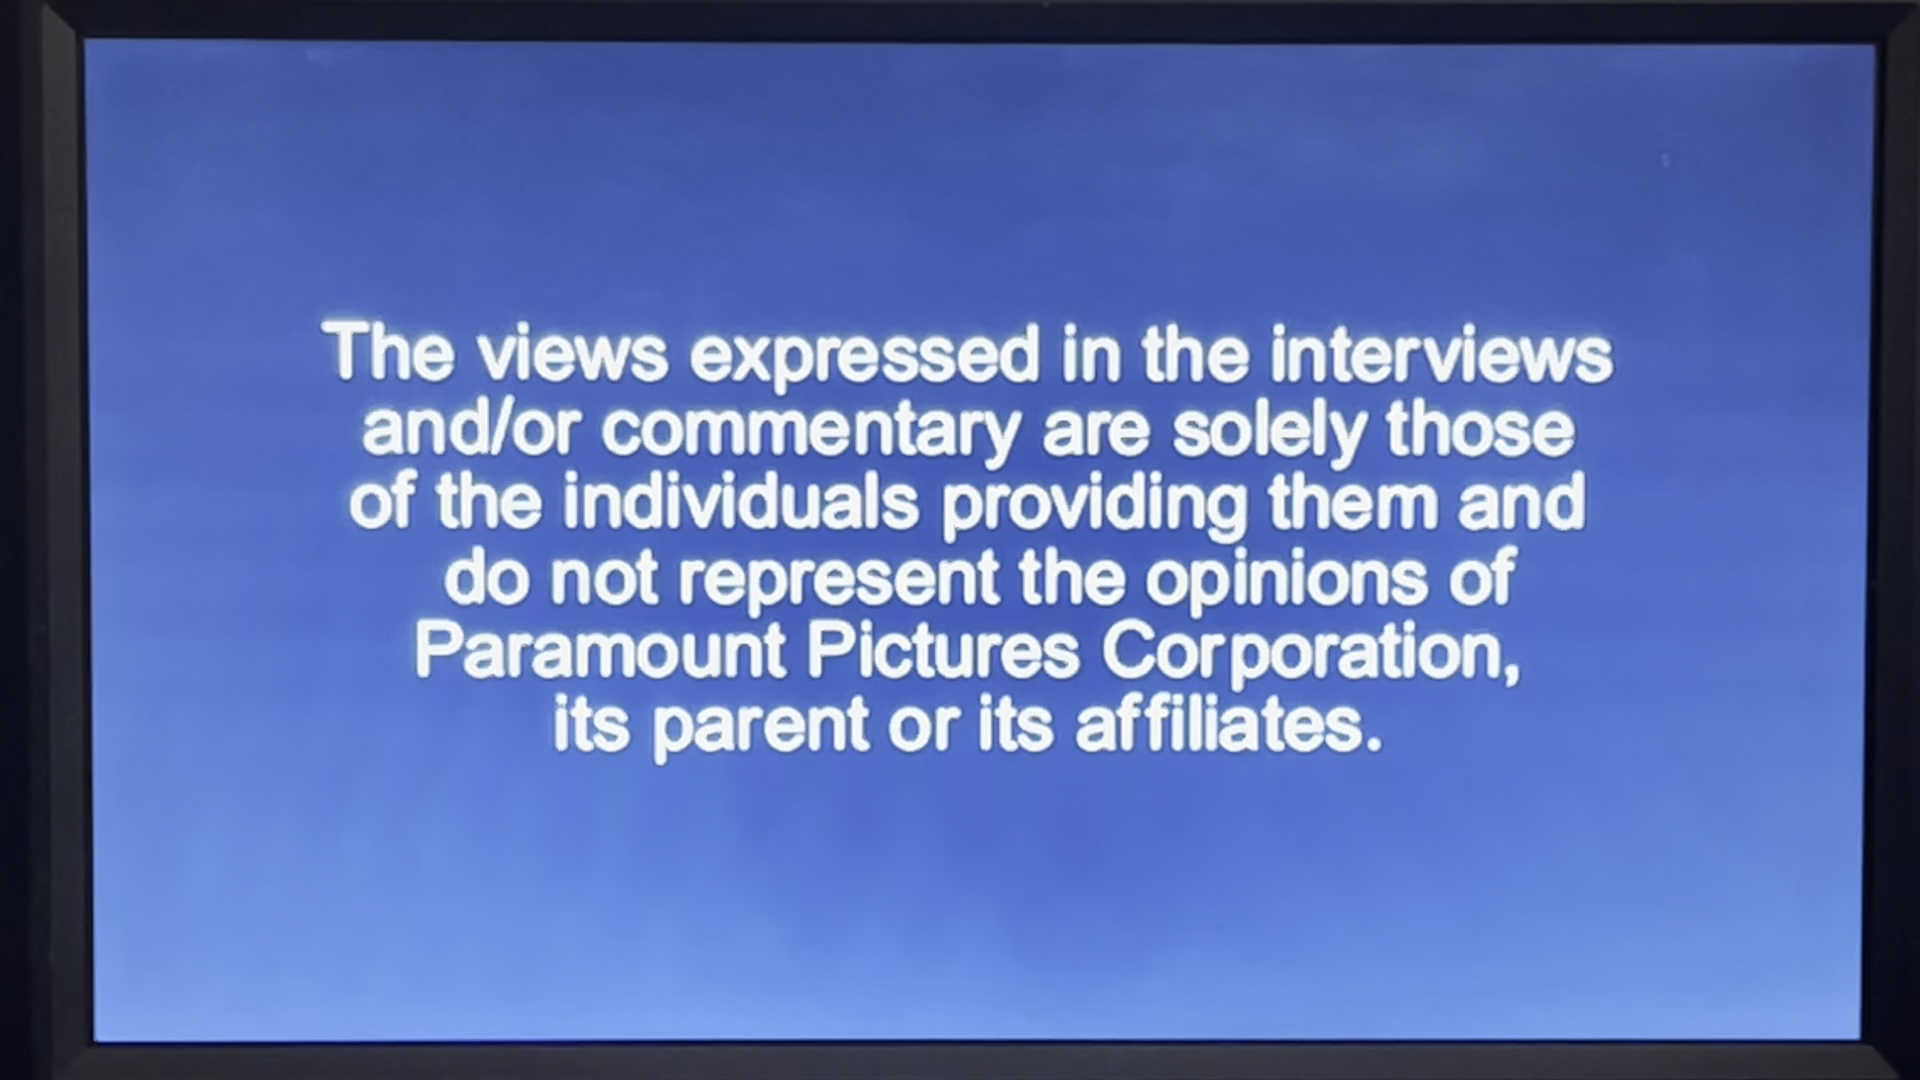 The views expressed in the interviews
and/or commentary are solely those
of the individuals providing them and
do not represent the opinions of
Paramount Pictures Corporation,
its parent or its affiliates.